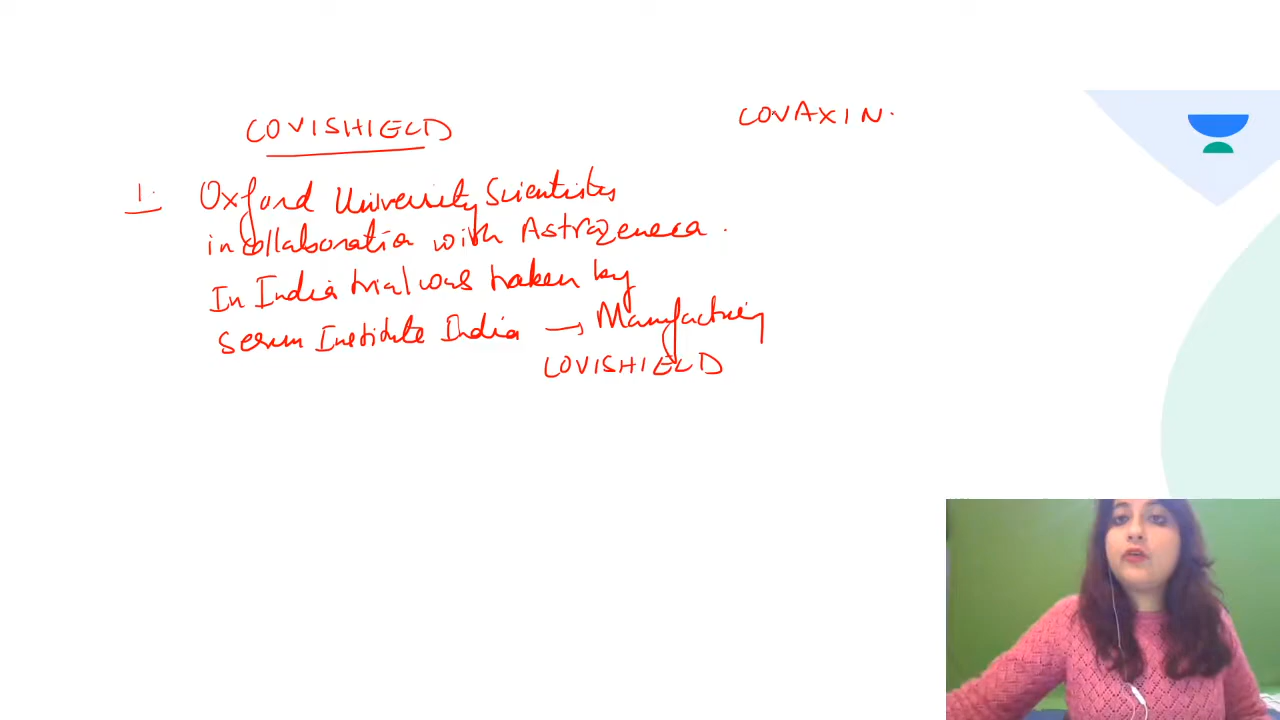 COVISHIELD
COVAXIN.
1. Oxford University Scientists
in collaboration with Astrazeneca.
In India trial was taken by
Serum Institute India → Manufacturing
COVISHIELD